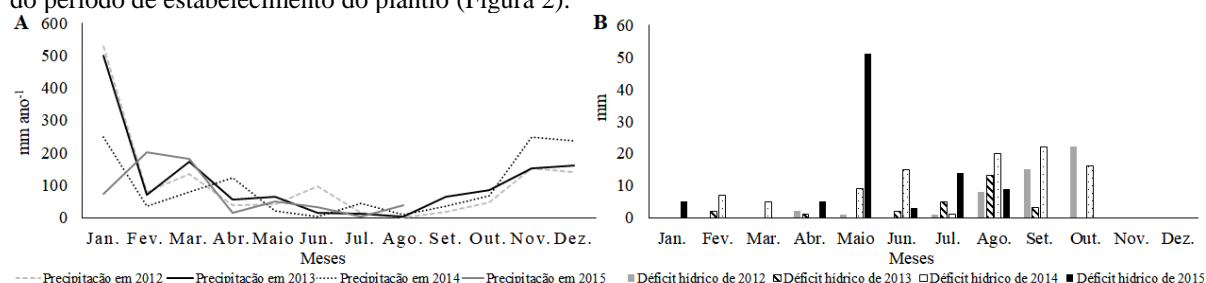 do período de estabelecimento do plantio (Figura 2).
A
600
500
400
300
200
100
0
mm ano-1
Jan. Fev. Mar. Abr. Maio Jun. Jul. Ago. Set. Out. Nov. Dez.
Meses
Precipitação em 2012 Precipitação em 2013 Precipitação em 2014 Precipitação em 2015
B
60
50
40
30
20
10
0
mm
Jan. Fev. Mar. Abr. Maio Jun. Jul. Ago. Set. Out. Nov. Dez.
Meses
Déficit hídrico de 2012 Déficit hídrico de 2013 Déficit hídrico de 2014 Déficit hídrico de 2015